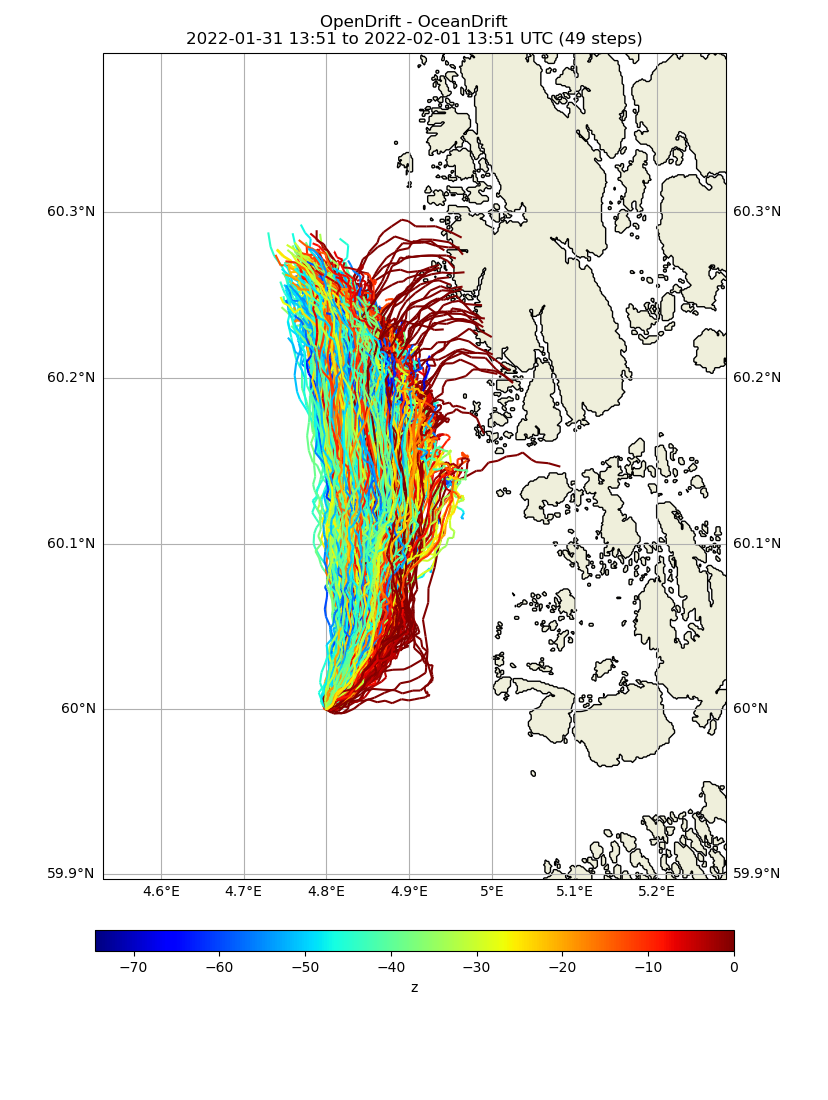 OpenDrift - OceanDrift
2022-01-31 13:51 to 2022-02-01 13:51 UTC (49 steps)
60.3°N 60.3°N
60.2°N 60.2°N
60.1°N 60.1°N
60°N 60°N
59.9°N 59.9°N
4.6°E 4.7°E 4.8°E 4.9°E 5°E 5.1°E 5.2°E
−70 −60 −50 −40 −30 −20 −10 0
z